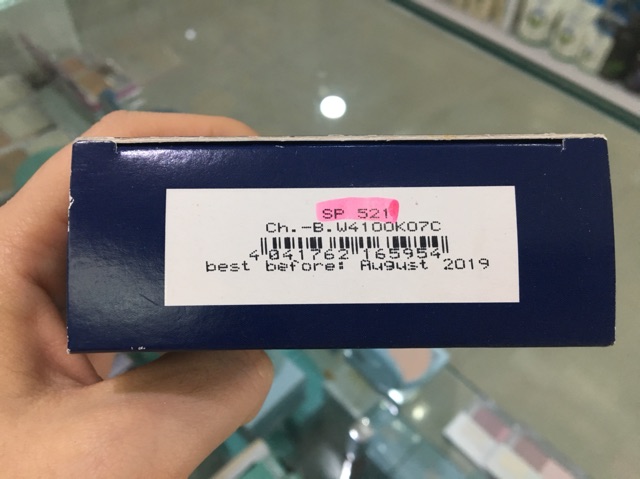 SP 521
Ch.-B.W4100K07C
4 041762 165954
best before: August 2019